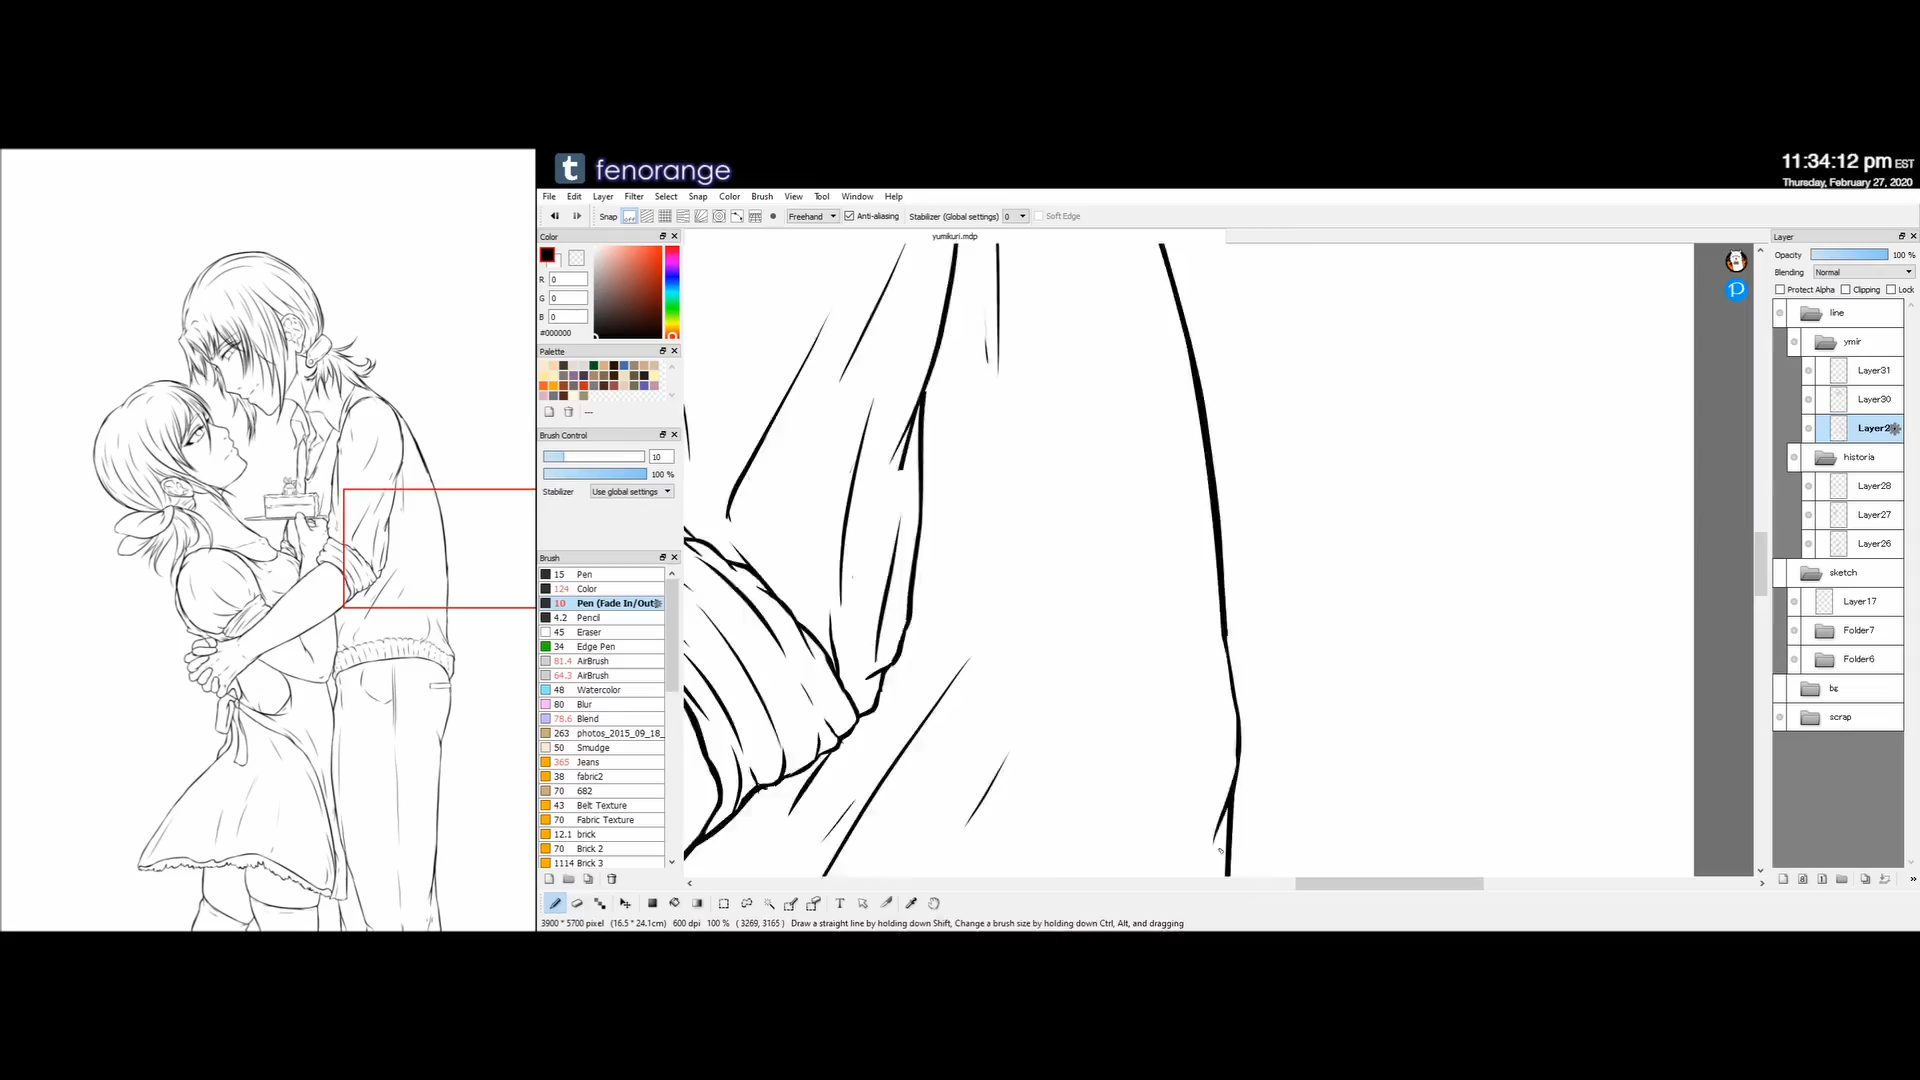 fenorange
11:34:12 pm EST
Thursday, February 27, 2020
File Edit Layer Filter Select Snap Color Brush View Tool Window Help
Snap OFF Freehand Anti-aliasing Stabilizer (Global settings) 0 Soft Edge
Color
yumikuri.mdp
R 0
G 0
B 0
#000000
Palette
---
Brush Control
10
100 %
Stabilizer Use global settings
Brush
15 Pen
124 Color
10 Pen (Fade In/Out)
4.2 Pencil
45 Eraser
34 Edge Pen
81.4 AirBrush
64.3 AirBrush
48 Watercolor
80 Blur
78.6 Blend
263 photos_2015_09_18_
50 Smudge
365 Jeans
38 fabric2
70 682
43 Belt Texture
70 Fabric Texture
12.1 brick
70 Brick 2
1114 Brick 3
Layer
Opacity 100 %
Blending Normal
Protect Alpha Clipping Lock
line
ymir
Layer31
Layer30
Layer2
historia
Layer28
Layer27
Layer26
sketch
Layer17
Folder7
Folder6
bg
scrap
3900 * 5700 pixel (16.5 * 24.1cm) 600 dpi 100 % ( 3269, 3165 ) Draw a straight line by holding down Shift, Change a brush size by holding down Ctrl, Alt, and dragging